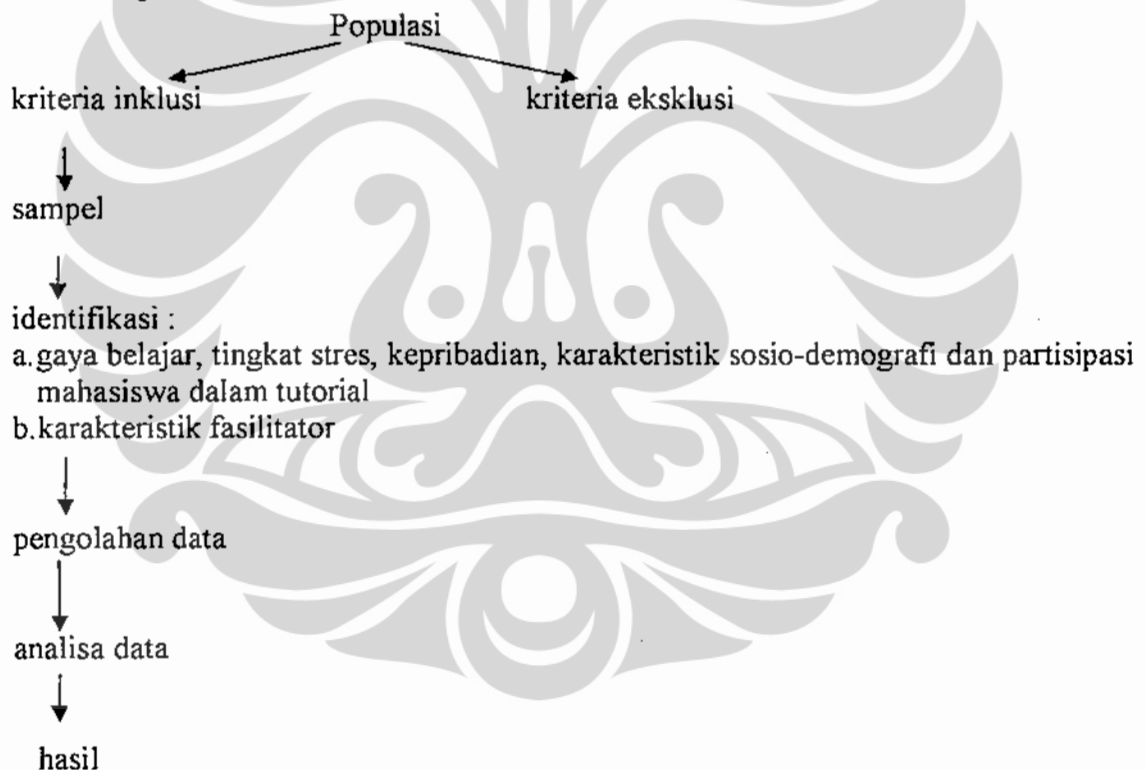 Populasi
kriteria inklusi kriteria eksklusi
sampel
identifikasi :
a.gaya belajar, tingkat stres, kepribadian, karakteristik sosio-demografi dan partisipasi
mahasiswa dalam tutorial
b.karakteristik fasilitator
pengolahan data
analisa data
hasil